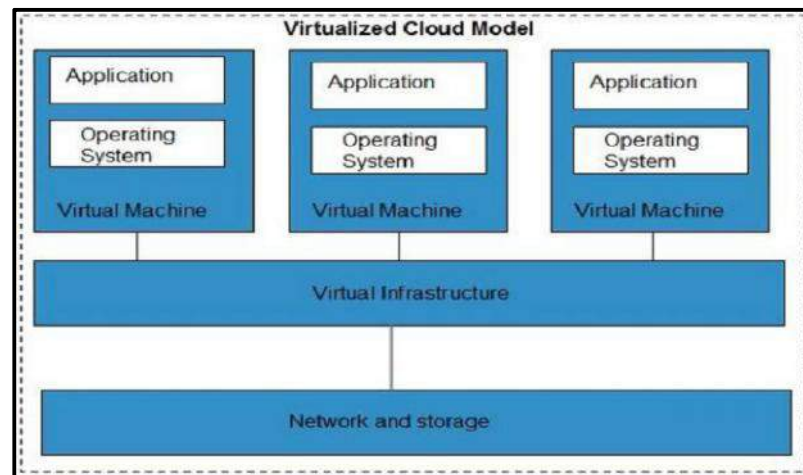 Virtualized Cloud Model
Application
Operating
System
Virtual Machine
Application
Operating
System
Virtual Machine
Application
Operating
System
Virtual Machine
Virtual Infrastructure
Network and storage